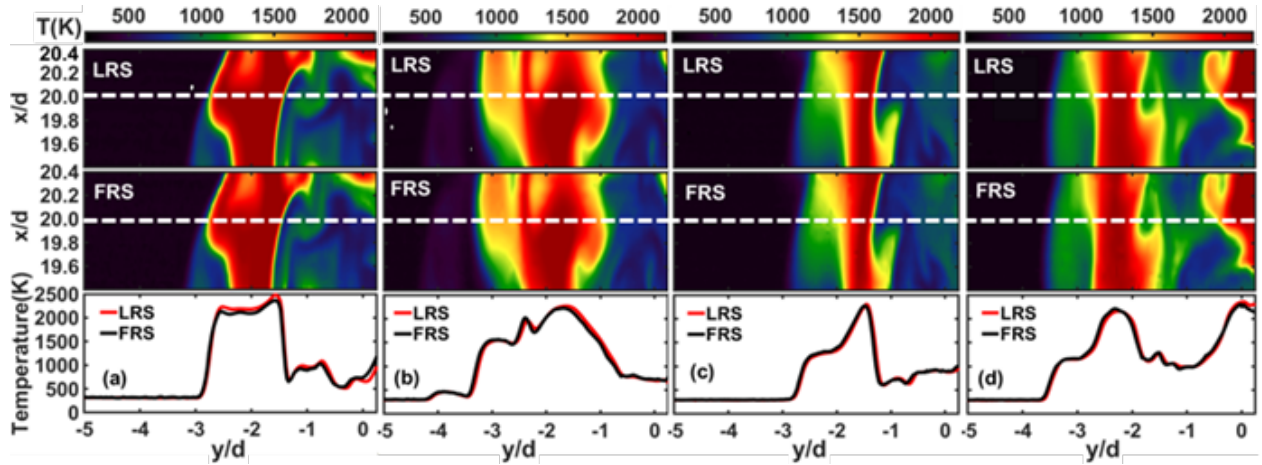 T(K) 500 1000 1500 2000 500 1000 1500 2000 500 1000 1500 2000 500 1000 1500 2000
20.4
20.2
20.0
19.8
19.6
x/d
LRS LRS LRS LRS
20.4
20.2
20.0
19.8
19.6
x/d
FRS FRS FRS FRS
Temperature(K)
2500
2000
1500
1000
500
0
LRS LRS LRS LRS
FRS FRS FRS FRS
(a) (b) (c) (d)
-5 -4 -3 -2 -1 0 -5 -4 -3 -2 -1 0 -5 -4 -3 -2 -1 0 -5 -4 -3 -2 -1 0
y/d y/d y/d y/d